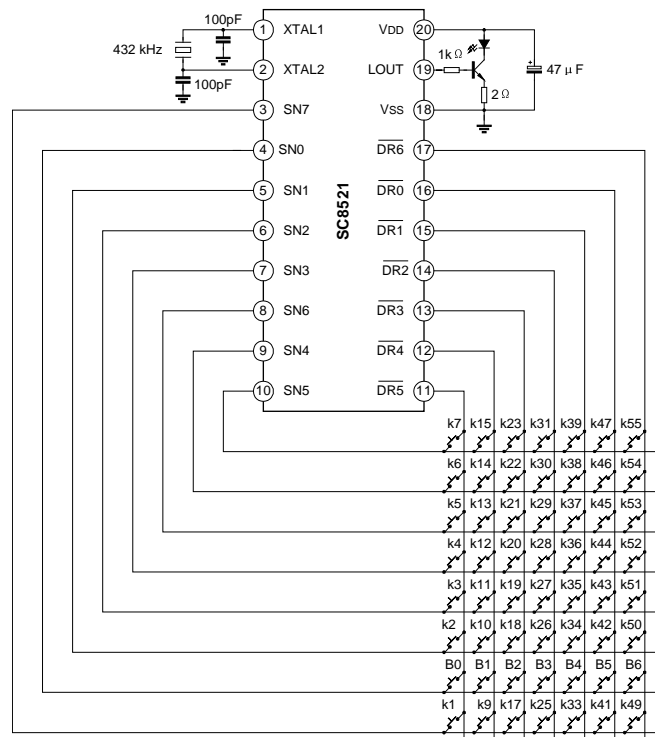 100pF
432 kHz
100pF
1 XTAL1
2 XTAL2
3 SN7
4 SN0
5 SN1
6 SN2
7 SN3
8 SN6
9 SN4
10 SN5
SC8521
VDD 20
LOUT 19
VSS 18
DR6 17
DR0 16
DR1 15
DR2 14
DR3 13
DR4 12
DR5 11
1k Ω
2 Ω
+
47 μ F
k7 k15 k23 k31 k39 k47 k55
k6 k14 k22 k30 k38 k46 k54
k5 k13 k21 k29 k37 k45 k53
k4 k12 k20 k28 k36 k44 k52
k3 k11 k19 k27 k35 k43 k51
k2 k10 k18 k26 k34 k42 k50
B0 B1 B2 B3 B4 B5 B6
k1 k9 k17 k25 k33 k41 k49